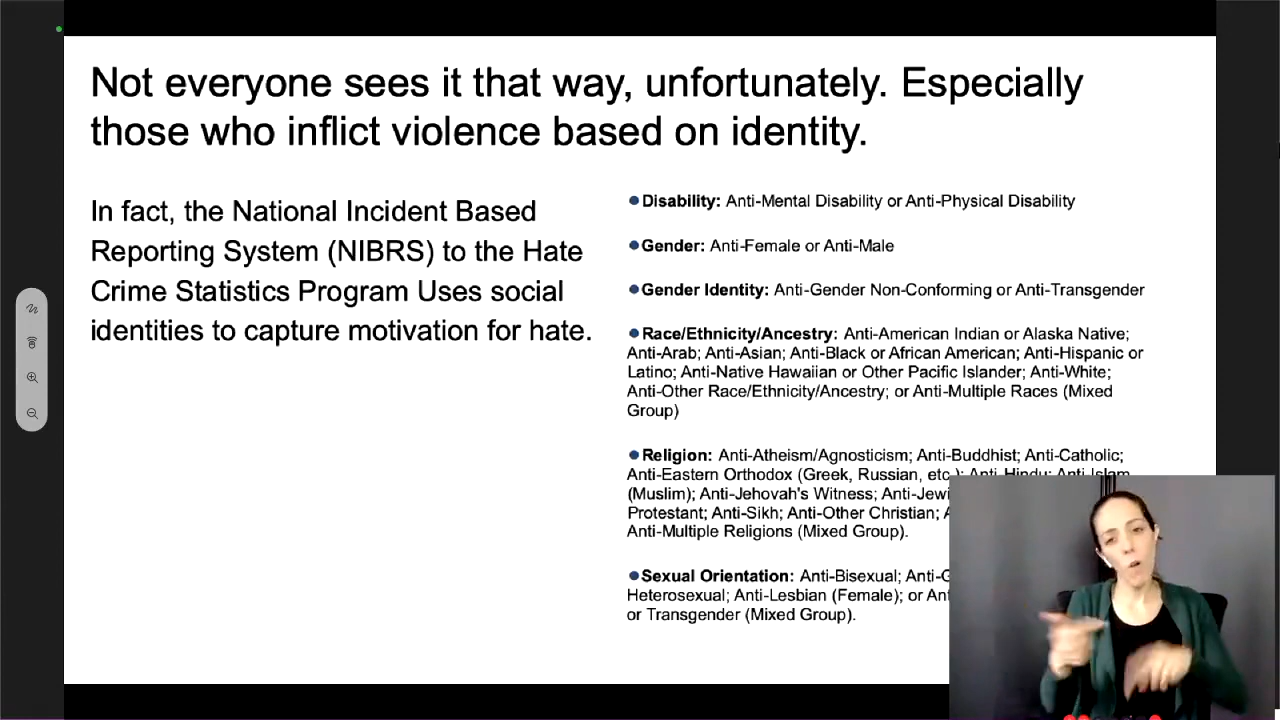 Not everyone sees it that way, unfortunately. Especially
those who inflict violence based on identity.
In fact, the National Incident Based
Reporting System (NIBRS) to the Hate
Crime Statistics Program Uses social
identities to capture motivation for hate.
●Disability: Anti-Mental Disability or Anti-Physical Disability
●Gender: Anti-Female or Anti-Male
●Gender Identity: Anti-Gender Non-Conforming or Anti-Transgender
●Race/Ethnicity/Ancestry: Anti-American Indian or Alaska Native;
Anti-Arab; Anti-Asian; Anti-Black or African American; Anti-Hispanic or
Latino; Anti-Native Hawaiian or Other Pacific Islander; Anti-White;
Anti-Other Race/Ethnicity/Ancestry; or Anti-Multiple Races (Mixed
Group)
●Religion: Anti-Atheism/Agnosticism; Anti-Buddhist; Anti-Catholic;
Anti-Eastern Orthodox (Greek, Russian, etc.); Anti-Hindu; Anti-Islam
(Muslim); Anti-Jehovah's Witness;
Protestant; Anti-Sikh; Anti-Other Christian;
Anti-Multiple Religions (Mixed Group).
●Sexual Orientation: Anti-Bisexual;
Heterosexual; Anti-Lesbian (Female); or
or Transgender (Mixed Group).